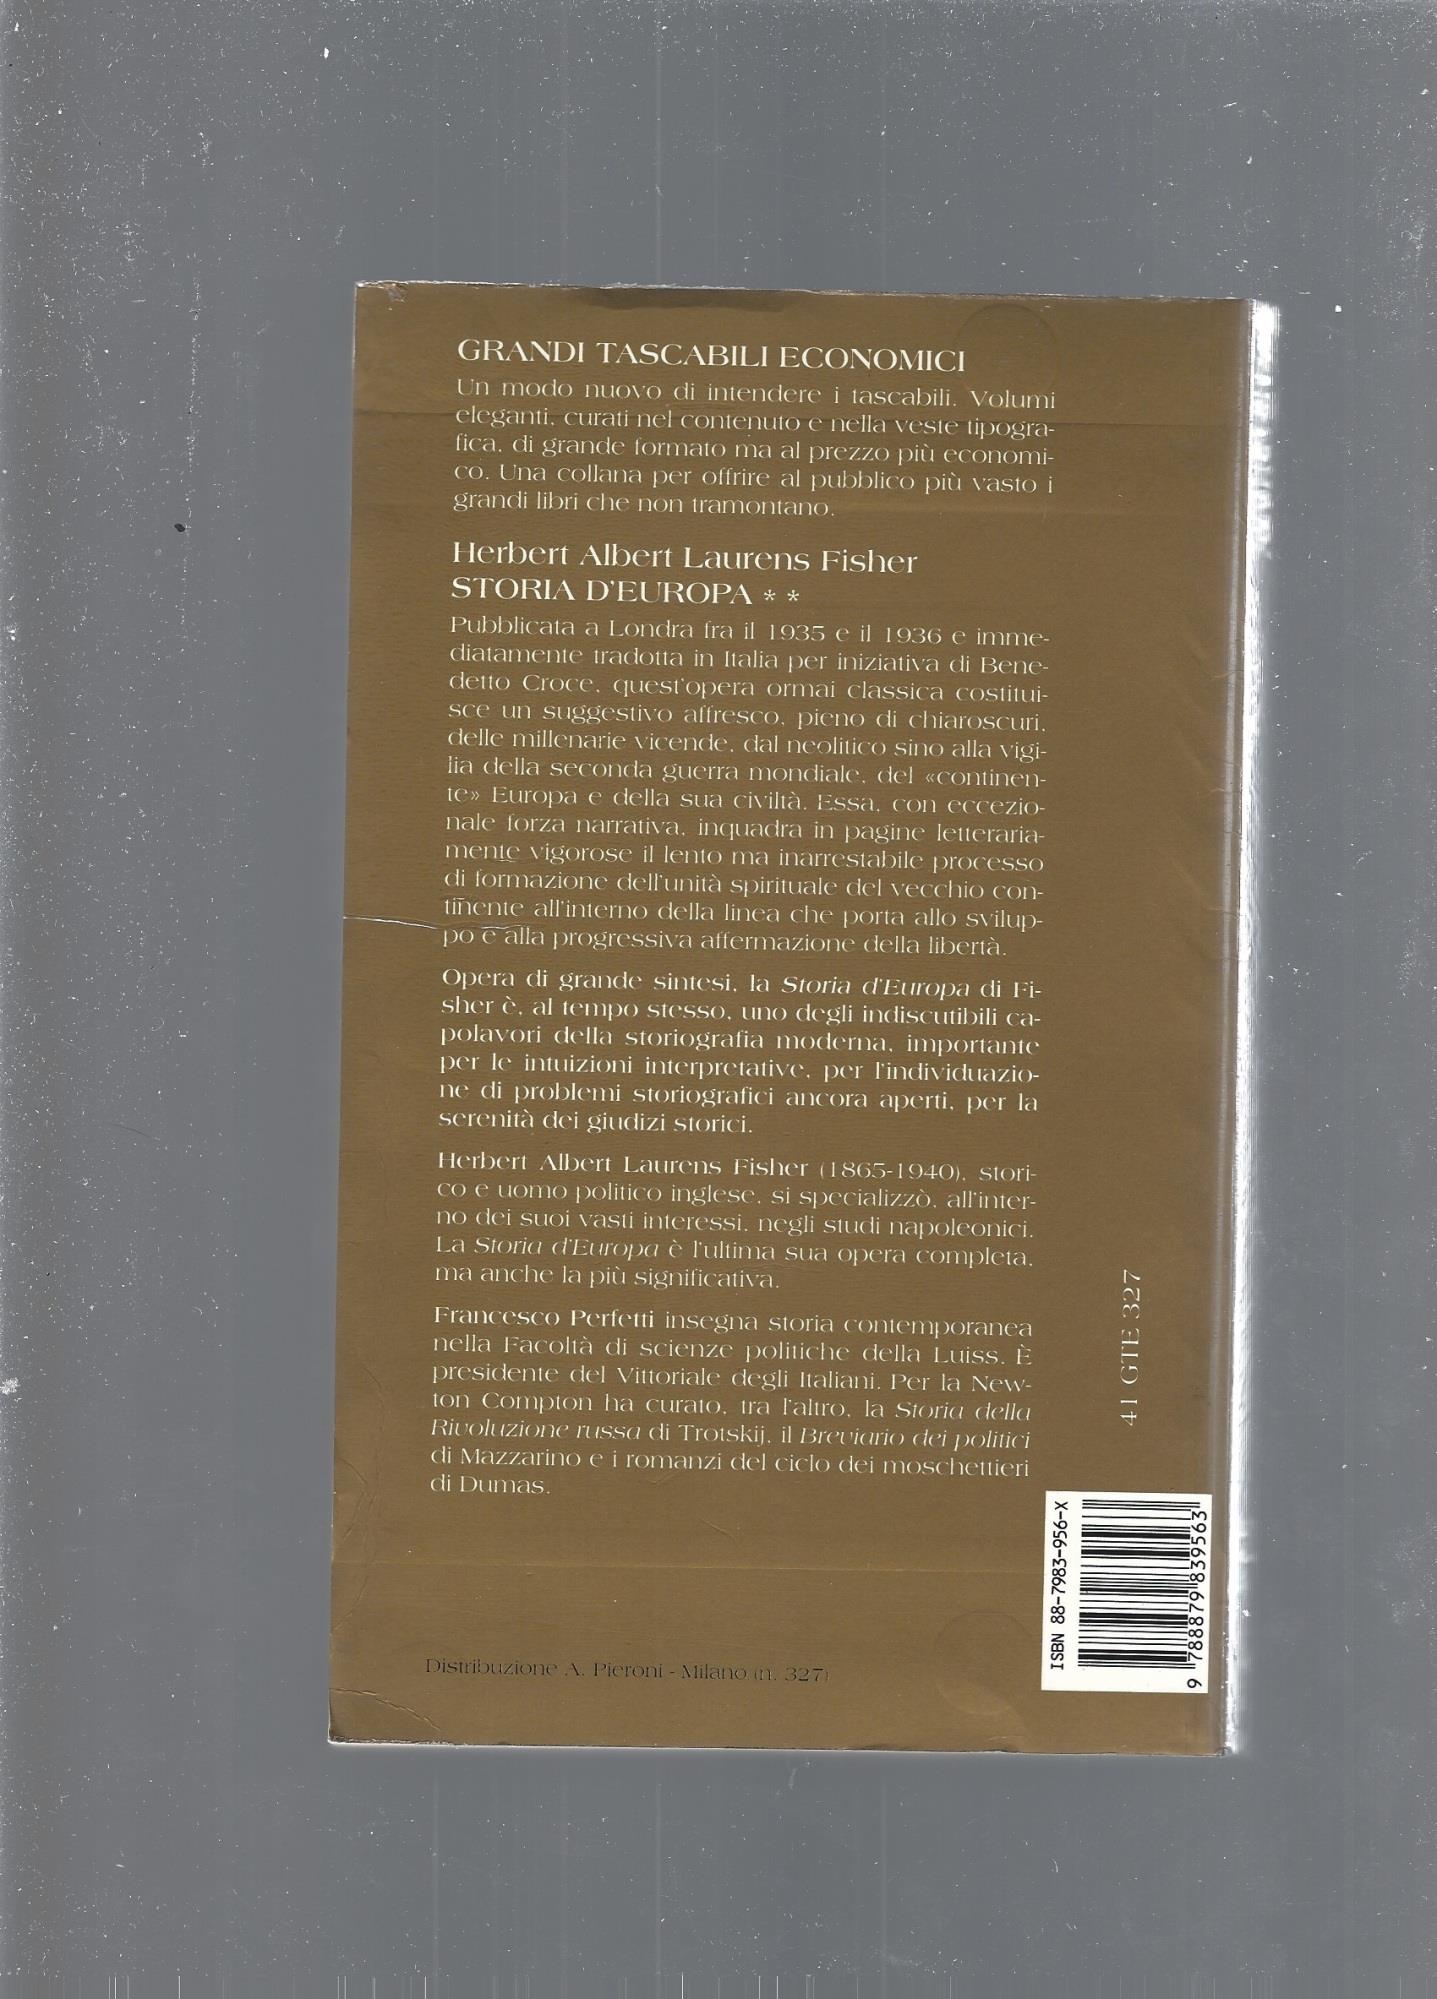 GRANDI TASCABILI ECONOMICI
Un modo nuovo di intendere i tascabili. Volumi
eleganti, curati nel contenuto e nella veste tipogra-
fica, di grande formato ma al prezzo più economi-
co. Una collana per offrire al pubblico più vasto i
grandi libri che non tramontano.
Herbert Albert Laurens Fisher
STORIA D'EUROPA * *
Pubblicata a Londra fra il 1935 e il 1936 e imme-
diatamente tradotta in Italia per iniziativa di Bene-
detto Croce, quest'opera ormai classica costitui-
sce un suggestivo affresco, pieno di chiaroscuri,
delle millenarie vicende, dal neolitico sino alla vigi-
lia della seconda guerra mondiale, del «continen-
te» Europa e della sua civiltà. Essa, con eccezio-
nale forza narrativa, inquadra in pagine letteraria-
mente vigorose il lento ma inarrestabile processo
di formazione dell'unità spirituale del vecchio con-
tinente all'interno della linea che porta allo svilup-
po e alla progressiva affermazione della libertà.
Opera di grande sintesi, la Storia d'Europa di Fi-
sher è, al tempo stesso, uno degli indiscutibili ca-
polavori della storiografia moderna, importante
per le intuizioni interpretative, per l'individuazio-
ne di problemi storiografici ancora aperti, per la
serenità dei giudizi storici.
Herbert Albert Laurens Fisher (1865-1940), stori-
co e uomo politico inglese, si specializzò, all'inter-
no dei suoi vasti interessi, negli studi napoleonici.
La Storia d'Europa è l'ultima sua opera completa,
ma anche la più significativa.
Francesco Perfetti insegna storia contemporanea
nella Facoltà di scienze politiche della Luiss. È
presidente del Vittoriale degli Italiani. Per la New-
ton Compton ha curato, tra l'altro, la Storia della
Rivoluzione russa di Trotskij, il Breviario dei politici
di Mazzarino e i romanzi del ciclo dei moschettieri
di Dumas.
41 GTE 327
ISBN 88-7983-956-X
9 788879 839563
Distribuzione A. Pieroni - Milano (n. 327)